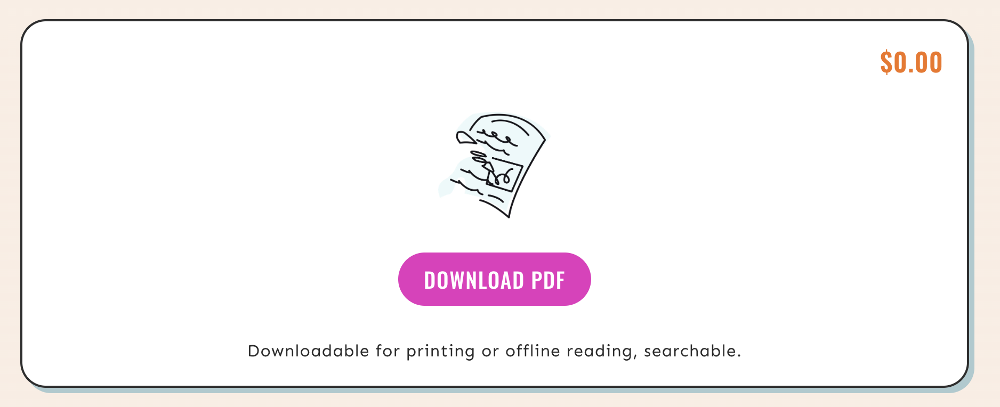 $0.00
DOWNLOAD PDF
Downloadable for printing or offline reading, searchable.